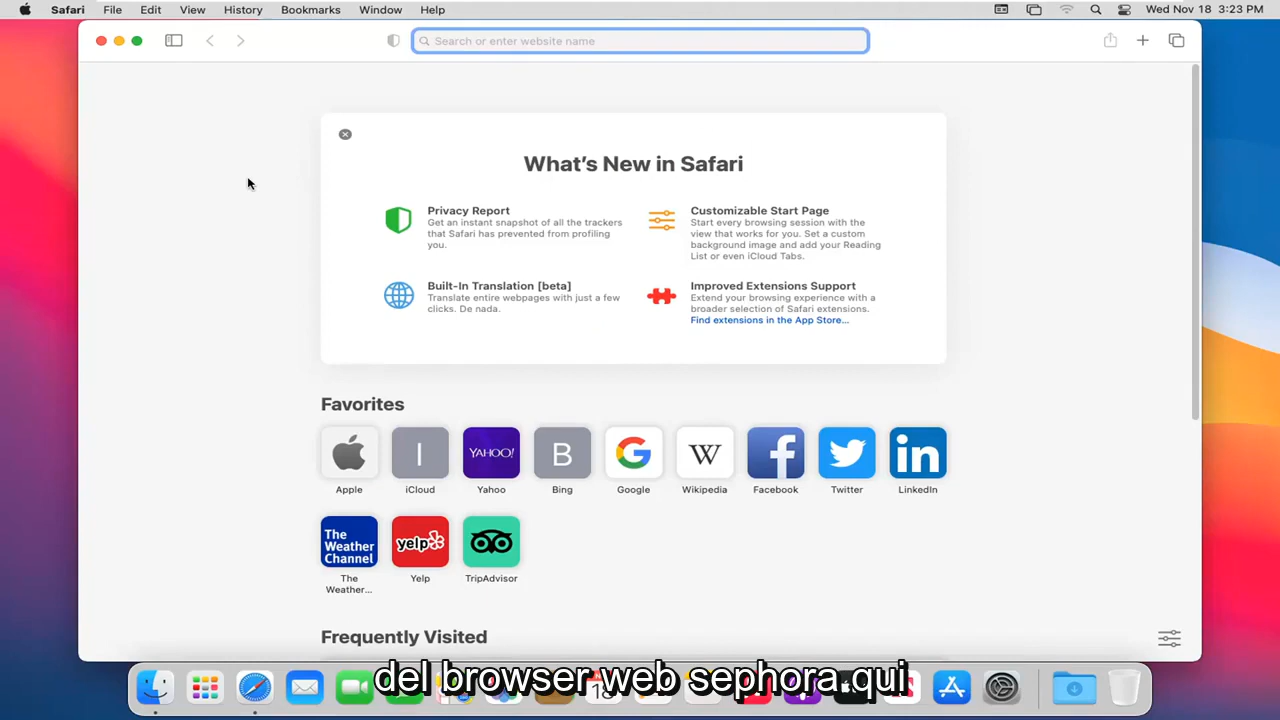 Safari File Edit View History Bookmarks Window Help Wed Nov 18 3:23 PM
Search or enter website name
What's New in Safari
Privacy Report
Get an instant snapshot of all the trackers
that Safari has prevented from profiling
you.
Customizable Start Page
Start every browsing session with the
view that works for you. Set a custom
background image and add your Reading
List or even iCloud Tabs.
Built-In Translation [beta]
Translate entire webpages with just a few
clicks. De nada.
Improved Extensions Support
Extend your browsing experience with a
broader selection of Safari extensions.
Find extensions in the App Store...
Favorites
I YAHOO! B W f in
Apple iCloud Yahoo Bing Google Wikipedia Facebook Twitter LinkedIn
The
Weather
Channel
yelp
The
Weather...
Yelp
TripAdvisor
Frequently Visited
del browser web sephora qui